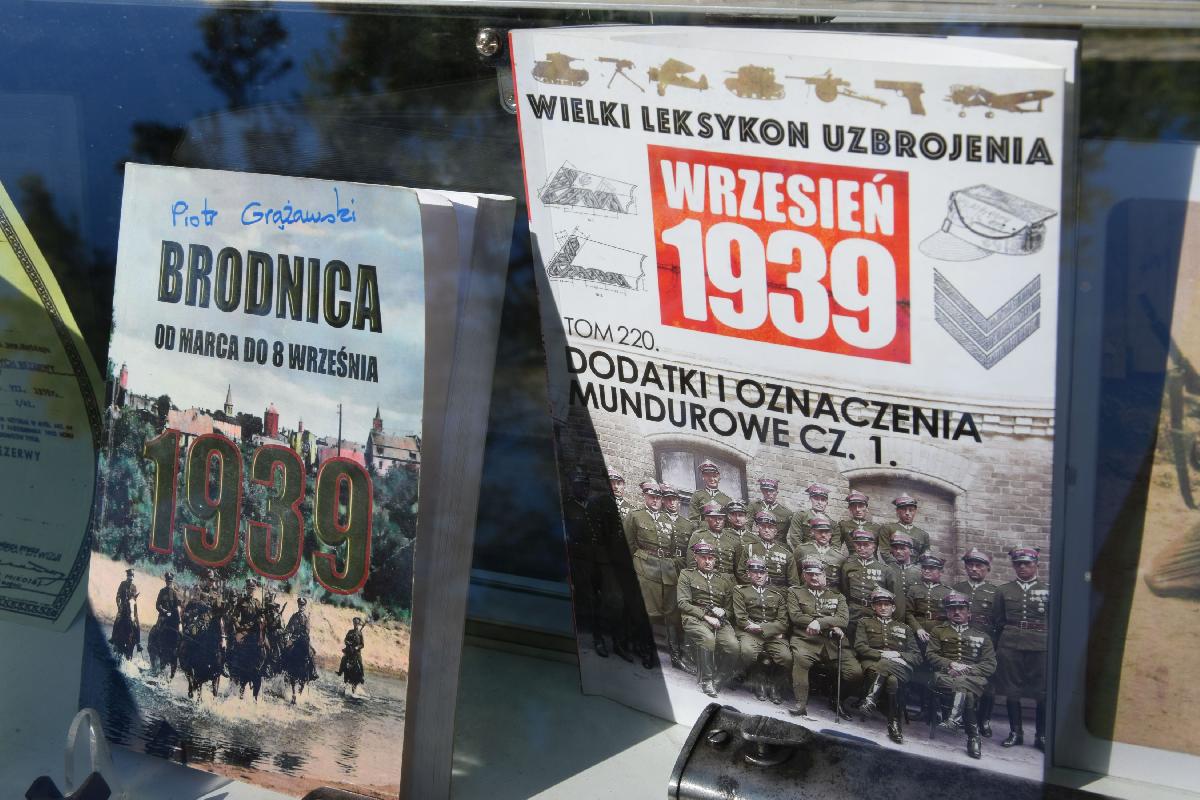 Piotr Grążawski
BRODNICA
OD MARCA DO 8 WRZEŚNIA
1939
WIELKI LEKSYKON UZBROJENIA
WRZESIEŃ
1939
TOM 220.
DODATKI I OZNACZENIA
MUNDUROWE CZ. 1.